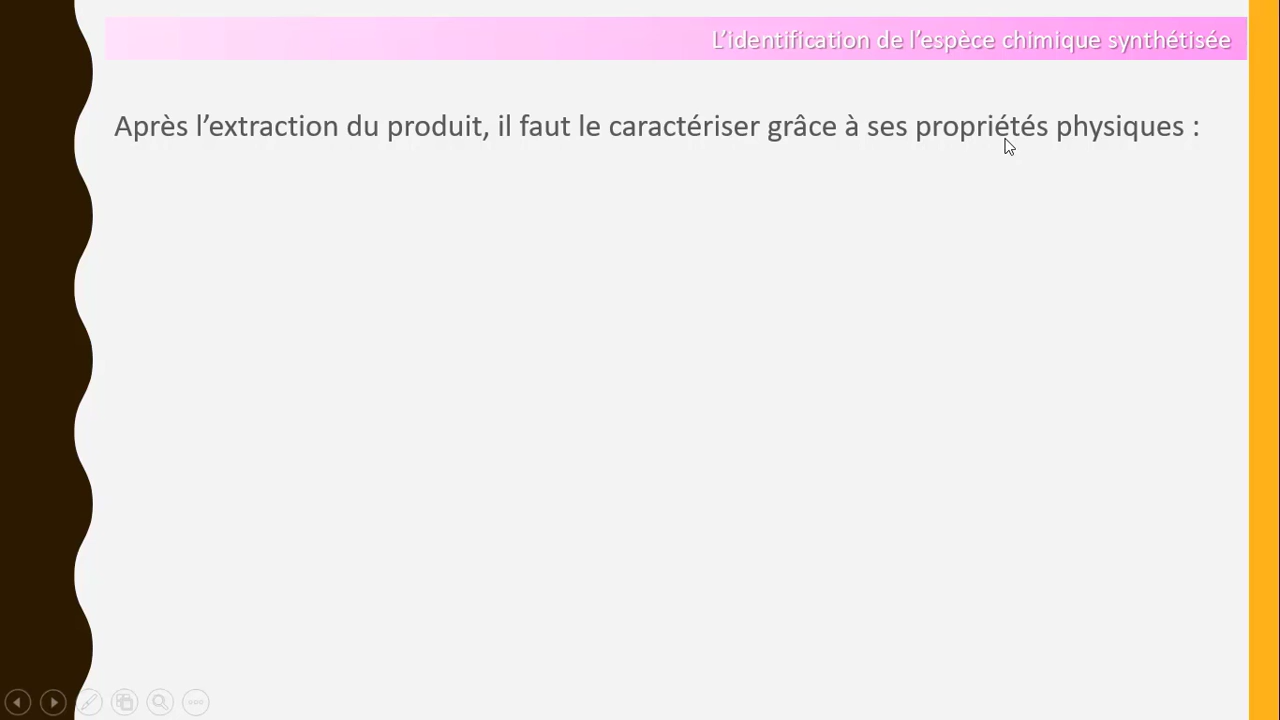 L’identification de l’espèce chimique synthétisée
Après l’extraction du produit, il faut le caractériser grâce à ses propriétés physiques :